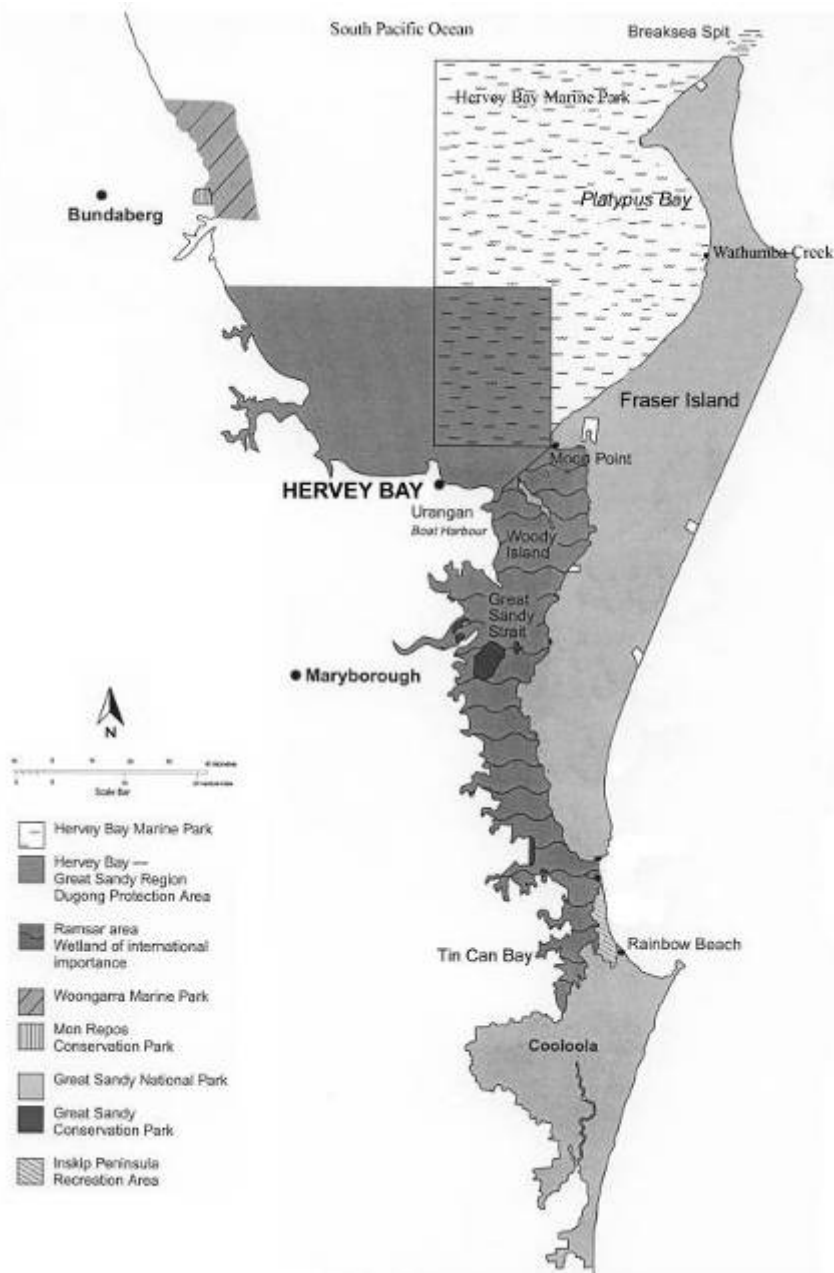 South Pacific Ocean
Breaksea Spit
Hervey Bay Marine Park
Bundaberg
Platypus Bay
Wathumba Creek
Fraser Island
Moon Point
HERVEY BAY
Urangan
Boat Harbour
Woody
Island
Great
Sandy
Strait
Maryborough
N
Scale Bar
Hervey Bay Marine Park
Hervey Bay —
Great Sandy Region
Dugong Protection Area
Ramsar area
Wetland of international
importance
Tin Can Bay
Rainbow Beach
Woongarra Marine Park
Mon Repos
Conservation Park
Cooloola
Great Sandy National Park
Great Sandy
Conservation Park
Inskip Peninsula
Recreation Area